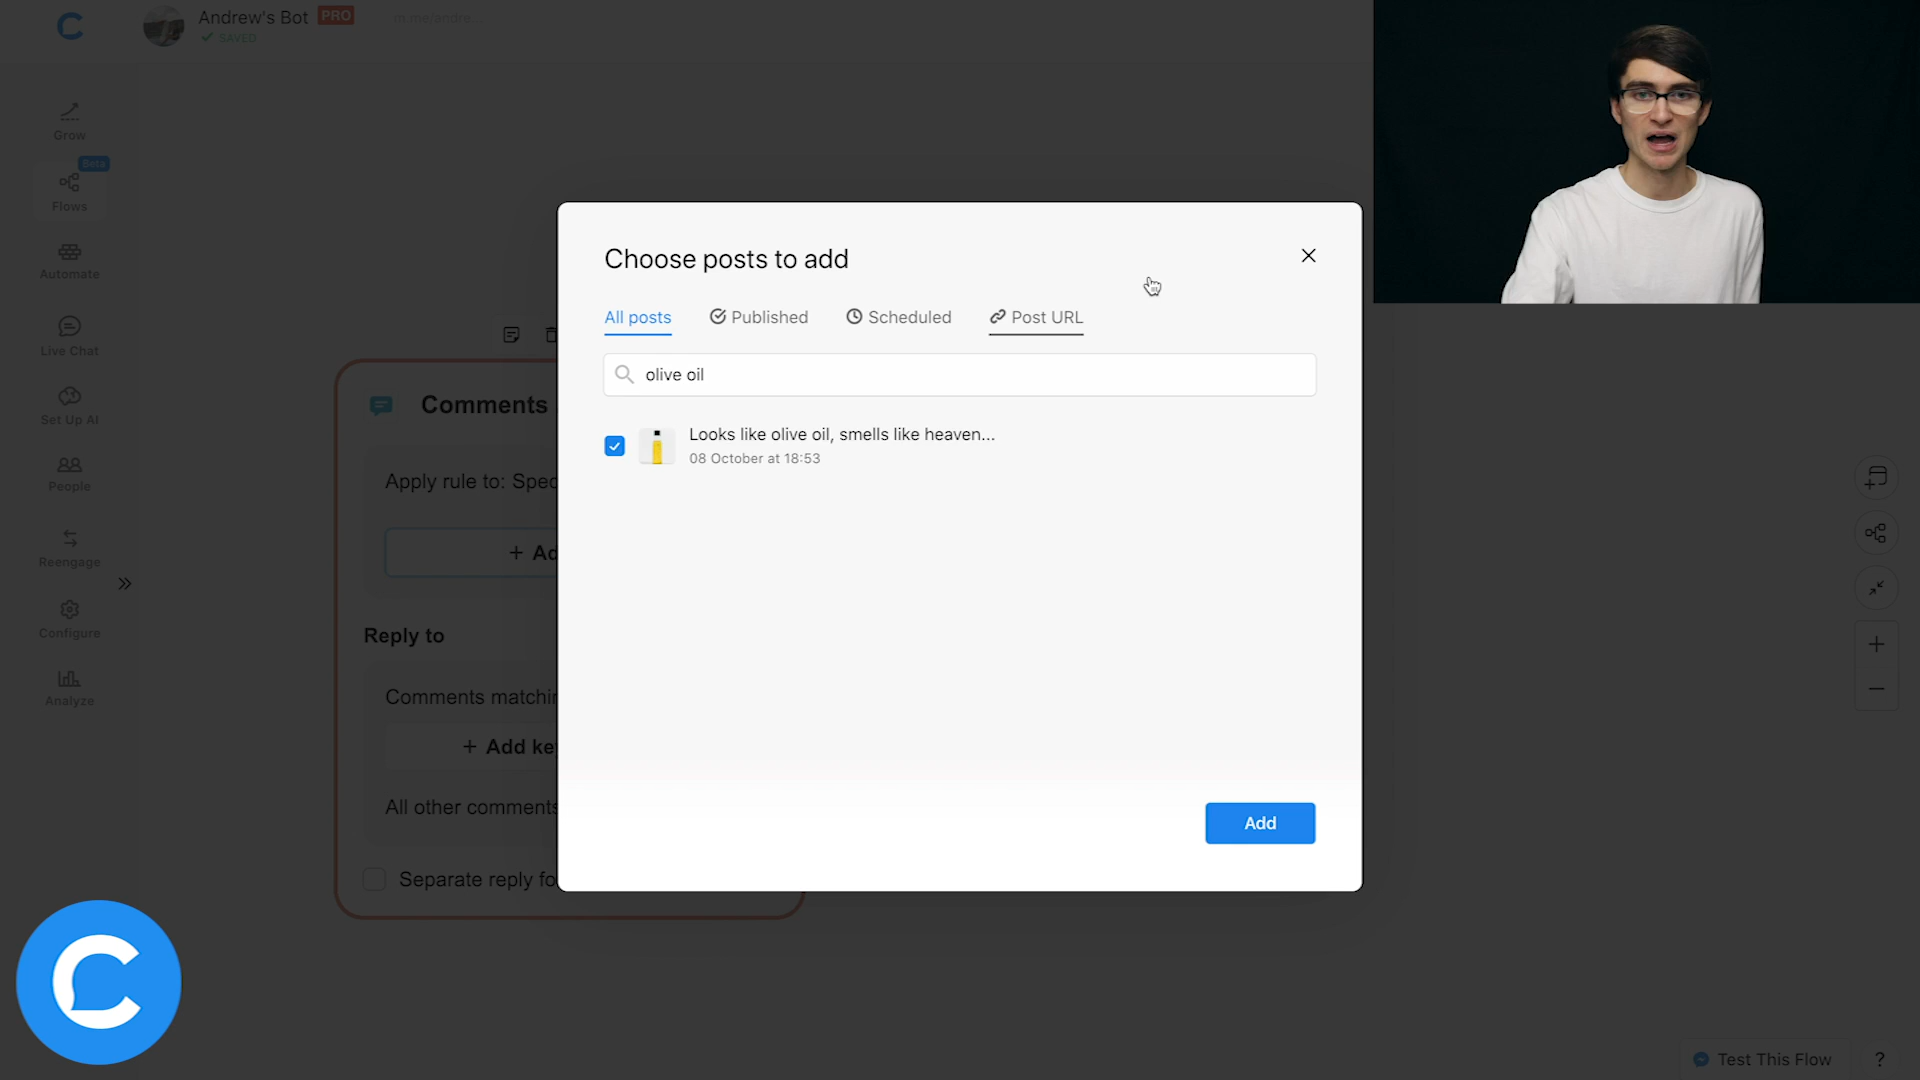 Andrew's Bot PRO
SAVED
Grow
Beta
Flows
Automate
Live Chat
Set Up AI
People
Reengage
Configure
Analyze
Comments
Apply rule to: Spec
+ Ad
Reply to
Comments matchin
+ Add ke
All other comments
Separate reply fo
Choose posts to add
All posts
Published
Scheduled
Post URL
olive oil
Looks like olive oil, smells like heaven...
08 October at 18:53
Add
Test This Flow
?